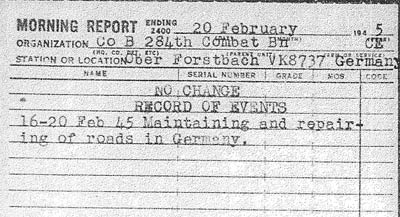 MORNING REPORT ENDING 2400 20 February 194 5
ORGANIZATION Co B 284th Combat Bn CE
STATION OR LOCATION Uber Forstbach VK8737 Germany
NAME SERIAL NUMBER GRADE MOS CODE
NO CHANGE
RECORD OF EVENTS
16-20 Feb 45 Maintaining and repair-
ing of roads in Germany.